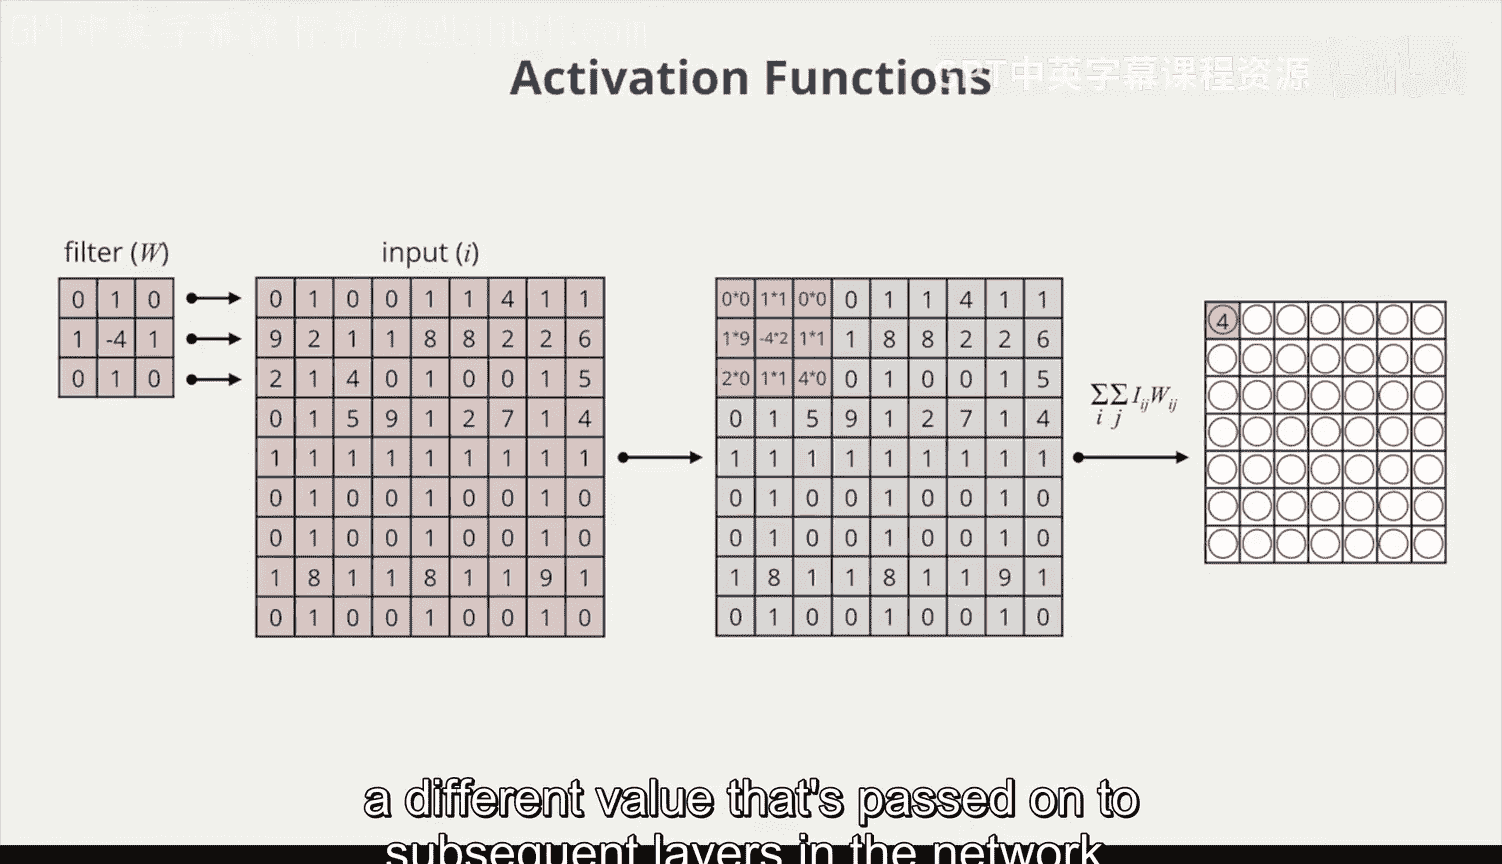 GPT中英字幕课程资源
Activation Functions
filter (W)
input (i)
0 1 0
1 -4 1
0 1 0
0 1 0 0 1 1 4 1 1
9 2 1 1 8 8 2 2 6
2 1 4 0 1 0 0 1 5
0 1 5 9 1 2 7 1 4
1 1 1 1 1 1 1 1 1
0 1 0 0 1 0 0 1 0
0 1 0 0 1 0 0 1 0
1 8 1 1 8 1 1 9 1
0 1 0 0 1 0 0 1 0
0*0 1*1 0*0 0 1 1 4 1 1
1*9 -4*2 1*1 1 8 8 2 2 6
2*0 1*1 4*0 0 1 0 0 1 5
0 1 5 9 1 2 7 1 4
1 1 1 1 1 1 1 1 1
0 1 0 0 1 0 0 1 0
0 1 0 0 1 0 0 1 0
1 8 1 1 8 1 1 9 1
0 1 0 0 1 0 0 1 0
∑∑ I_ij W_ij
i j
4
a different value that's passed on to
subsequent layers in the network